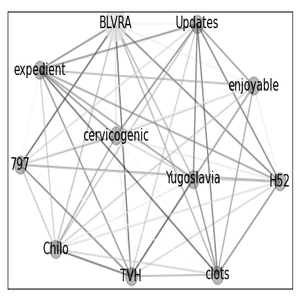 BLVRA
Updates
expedient
enjoyable
cervicogenic
797
Yugoslavia
H52
Chilo
TVH
clots